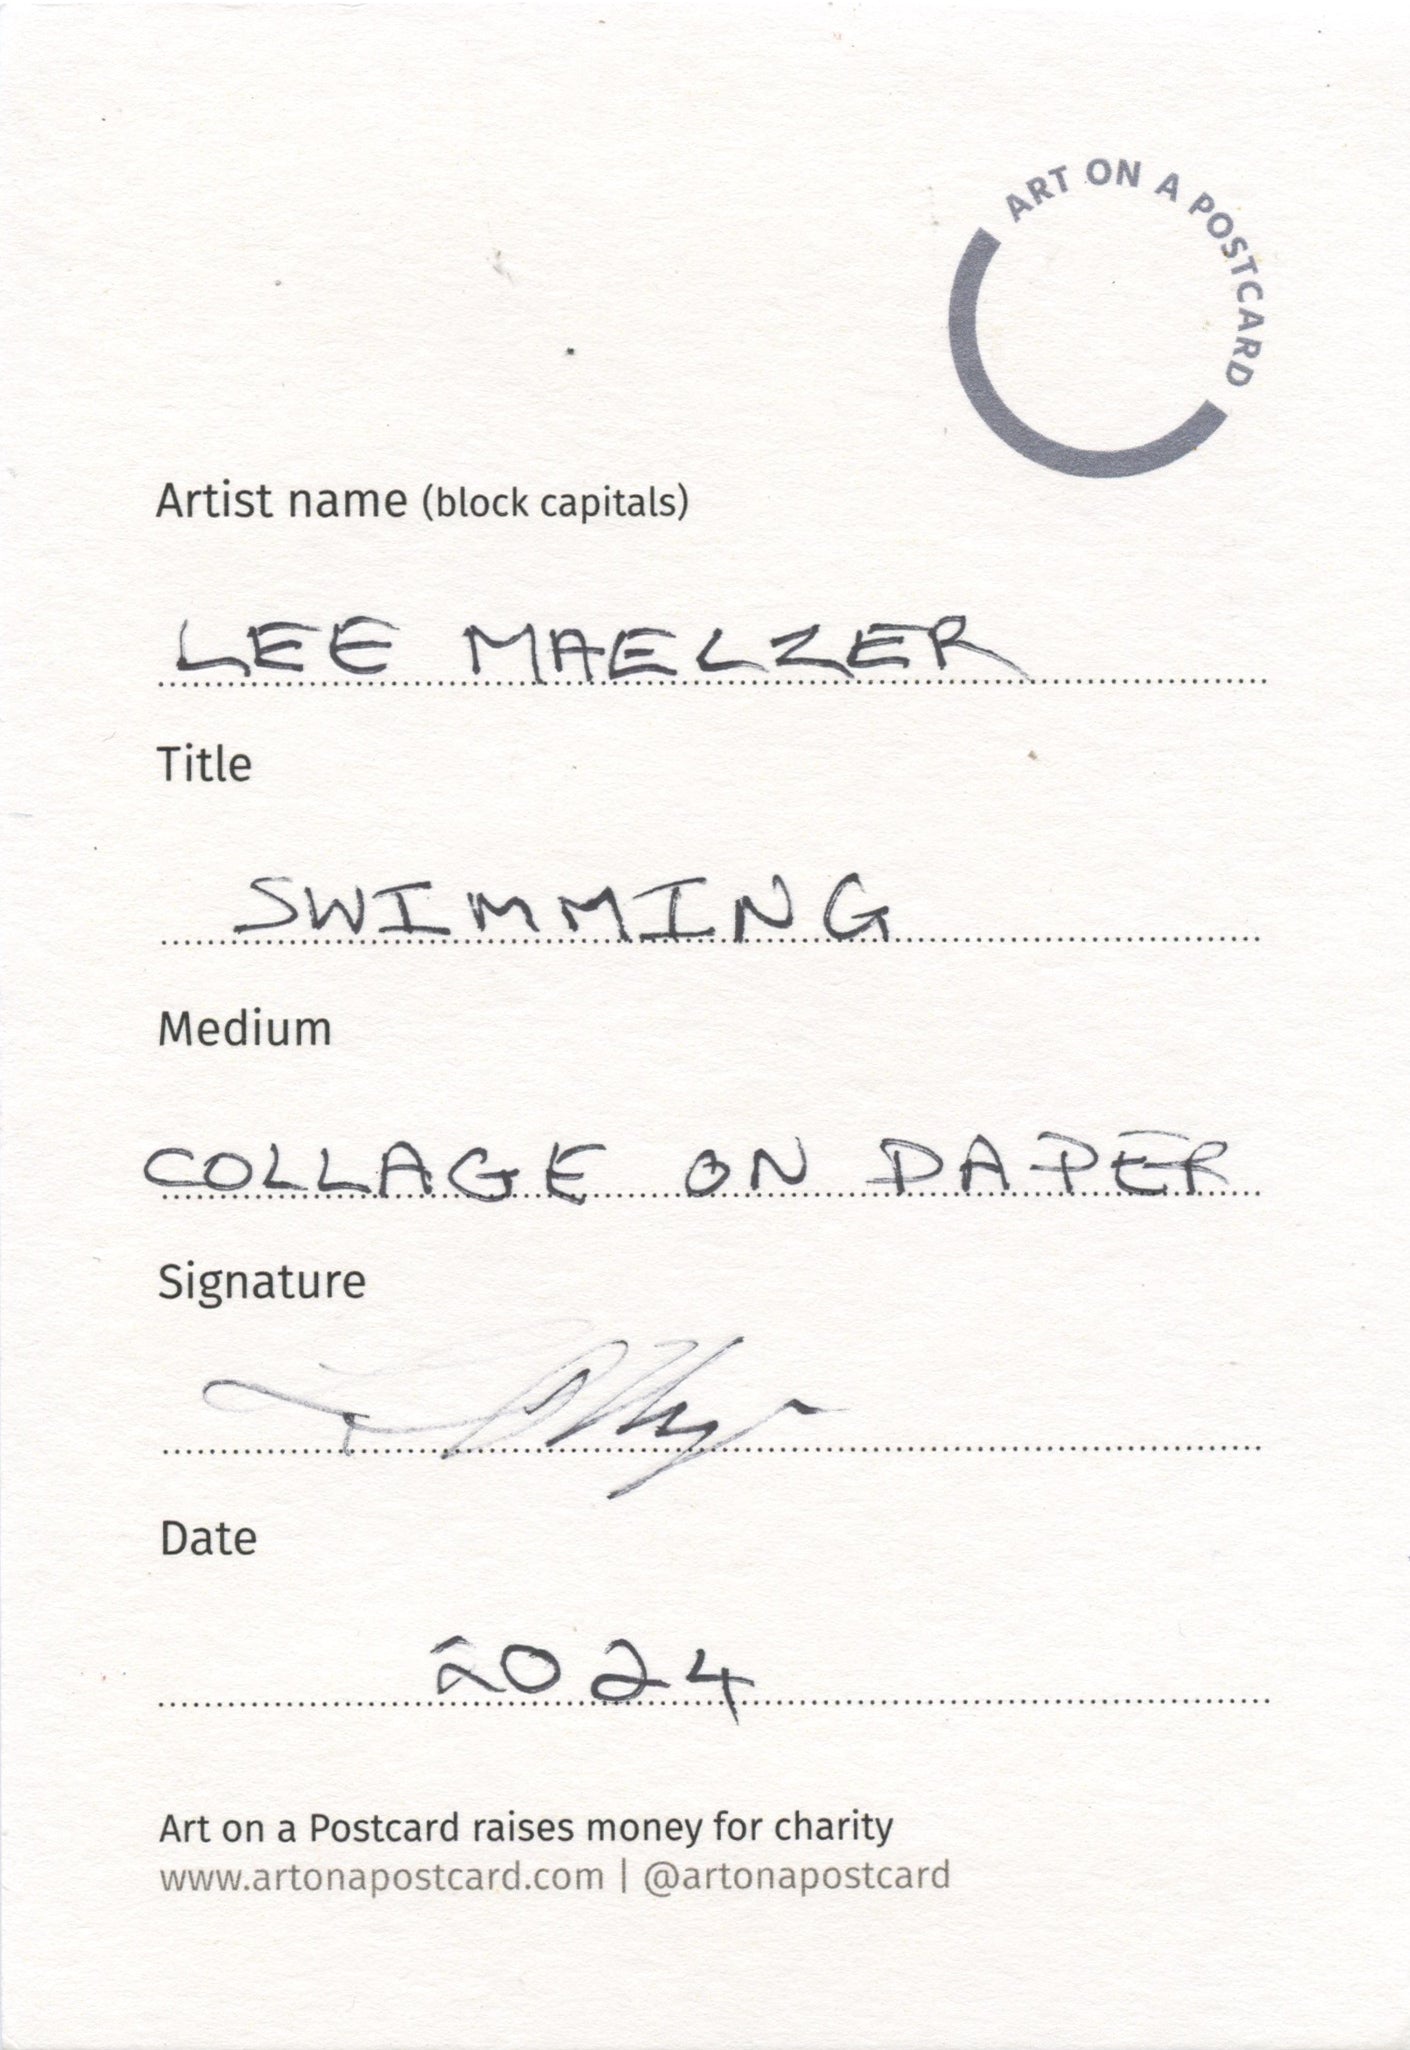 ART ON A POSTCARD
Artist name (block capitals)
LEE MAELZER
Title
SWIMMING
Medium
COLLAGE ON PAPER
Signature
Date
2024
Art on a Postcard raises money for charity
www.artonapostcard.com | @artonapostcard